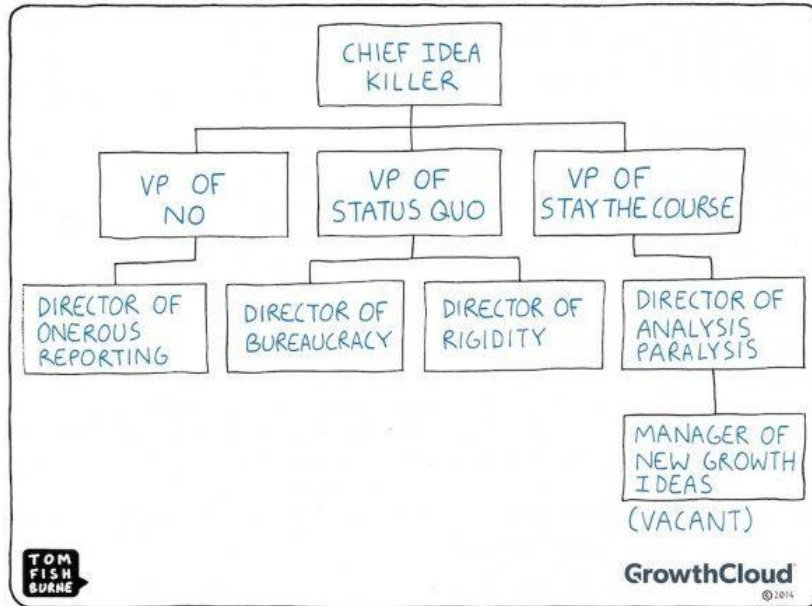 CHIEF IDEA
KILLER
VP OF
NO
VP OF
STATUS QUO
VP OF
STAY THE COURSE
DIRECTOR OF
ONEROUS
REPORTING
DIRECTOR OF
BUREAUCRACY
DIRECTOR OF
RIGIDITY
DIRECTOR OF
ANALYSIS
PARALYSIS
MANAGER OF
NEW GROWTH
IDEAS
(VACANT)
TOM
FISH
BURNE
GrowthCloud
©2014